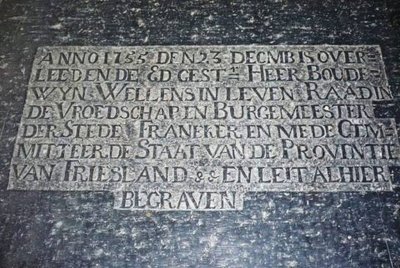 ANNO 1755 DEN 23 DECMB IS OVER=
LEEDEN DE ED GEST= HEER BOUDE=
WYN WELLENS IN LEVEN RAAD IN
DE VROEDSCHAP EN BURGEMEESTER
DER STEDE FRANEKER EN MEDE GEM=
MITTEER DE STAAT VAN DE PROVINTIE
VAN FRIESLAND && EN LEIT ALHIER
BEGRAVEN